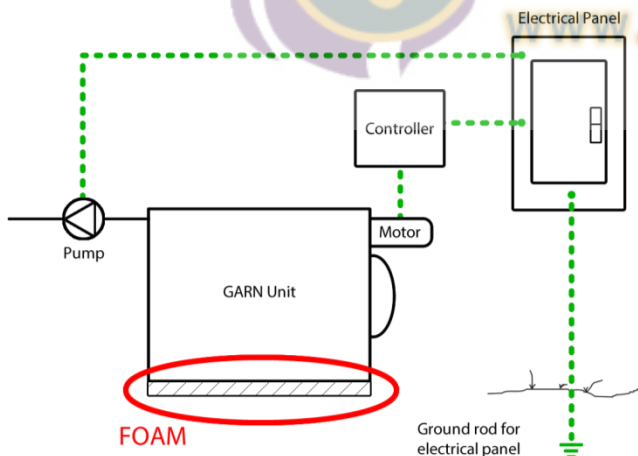 Electrical Panel
Controller
Pump
Motor
GARN Unit
FOAM
Ground rod for
electrical panel